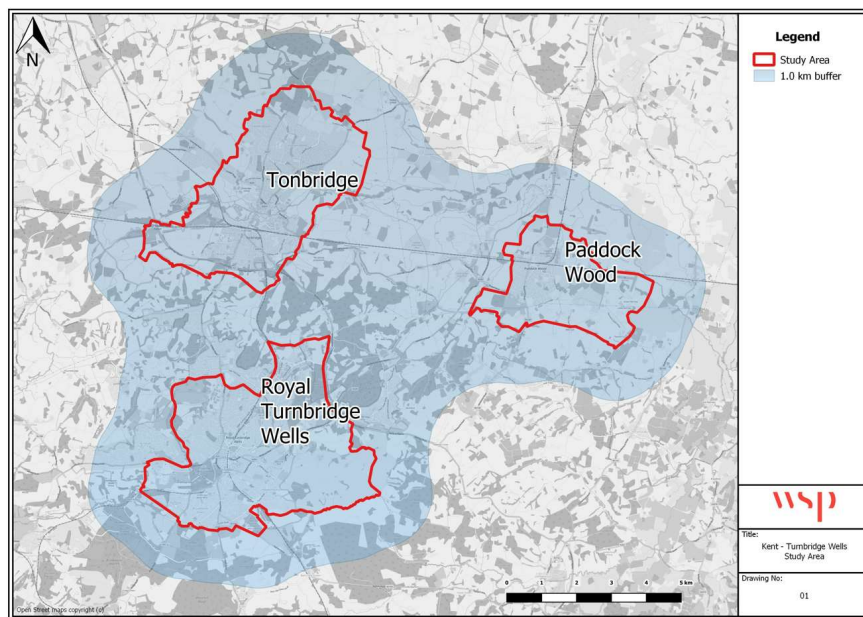 N
Tonbridge
Paddock
Wood
Royal
Turnbridge
Wells
0 1 2 3 4 5 km
Open Street maps copyright (c)
Legend
Study Area
1.0 km buffer
wsp
Title:
Kent - Turnbridge Wells
Study Area
Drawing No:
01